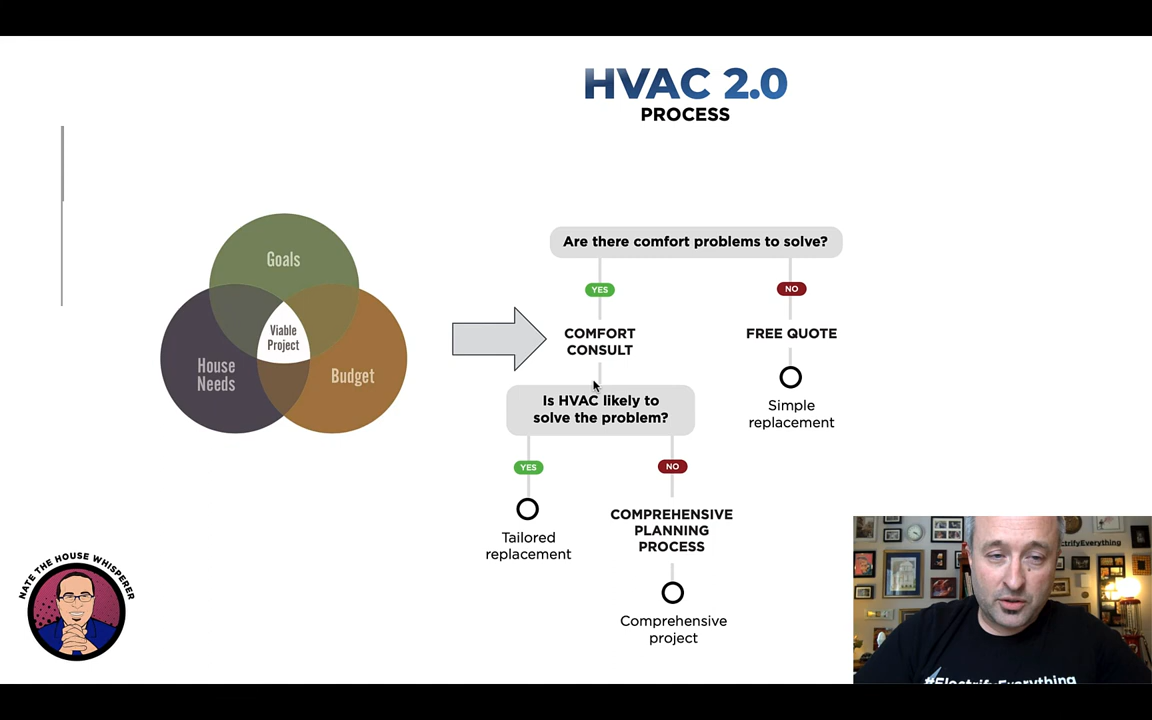 HVAC 2.0
PROCESS
Goals
Viable
Project
House
Needs
Budget
Are there comfort problems to solve?
YES
NO
COMFORT
CONSULT
FREE QUOTE
Is HVAC likely to
solve the problem?
Simple
replacement
YES
NO
Tailored
replacement
COMPREHENSIVE
PLANNING
PROCESS
Comprehensive
project
NATE THE HOUSE WHISPERER
ctrifyEverything
#ElectrifyEverything